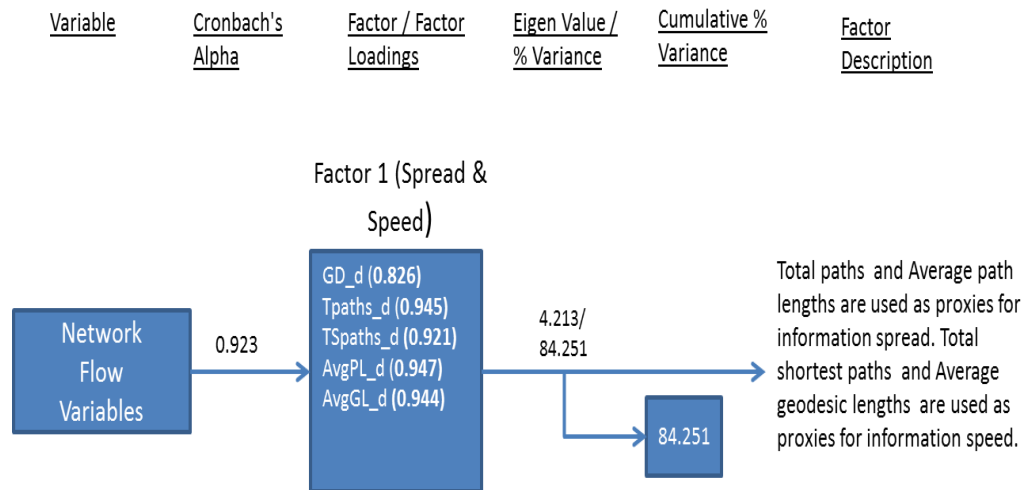 Variable
Cronbach's
Alpha
Factor / Factor
Loadings
Eigen Value /
% Variance
Cumulative %
Variance
Factor
Description
Factor 1 (Spread &
Speed)
Network
Flow
Variables
0.923
GD_d (0.826)
Tpaths_d (0.945)
TSpaths_d (0.921)
AvgPL_d (0.947)
AvgGL_d (0.944)
4.213/
84.251
84.251
Total paths and Average path
lengths are used as proxies for
information spread. Total
shortest paths and Average
geodesic lengths are used as
proxies for information speed.